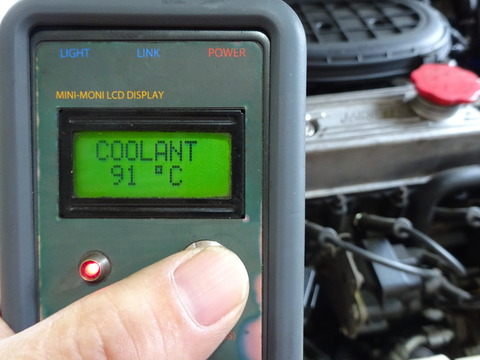 LIGHT LINK POWER
MINI-MONI LCD DISPLAY
COOLANT
91 °C